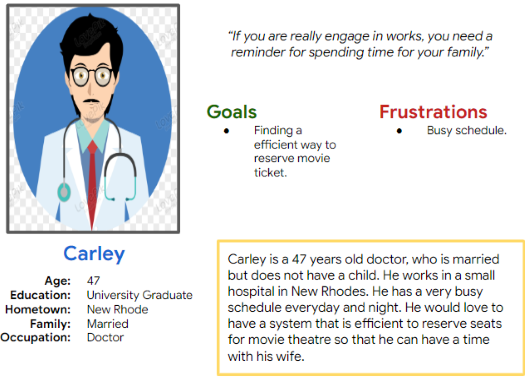 “If you are really engage in works, you need a
reminder for spending time for your family.”
Goals
● Finding a
efficient way to
reserve movie
ticket.
Frustrations
● Busy schedule.
Carley
Age: 47
Education: University Graduate
Hometown: New Rhode
Family: Married
Occupation: Doctor
Carley is a 47 years old doctor, who is married
but does not have a child. He works in a small
hospital in New Rhodes. He has a very busy
schedule everyday and night. He would love to
have a system that is efficient to reserve seats
for movie theatre so that he can have a time
with his wife.